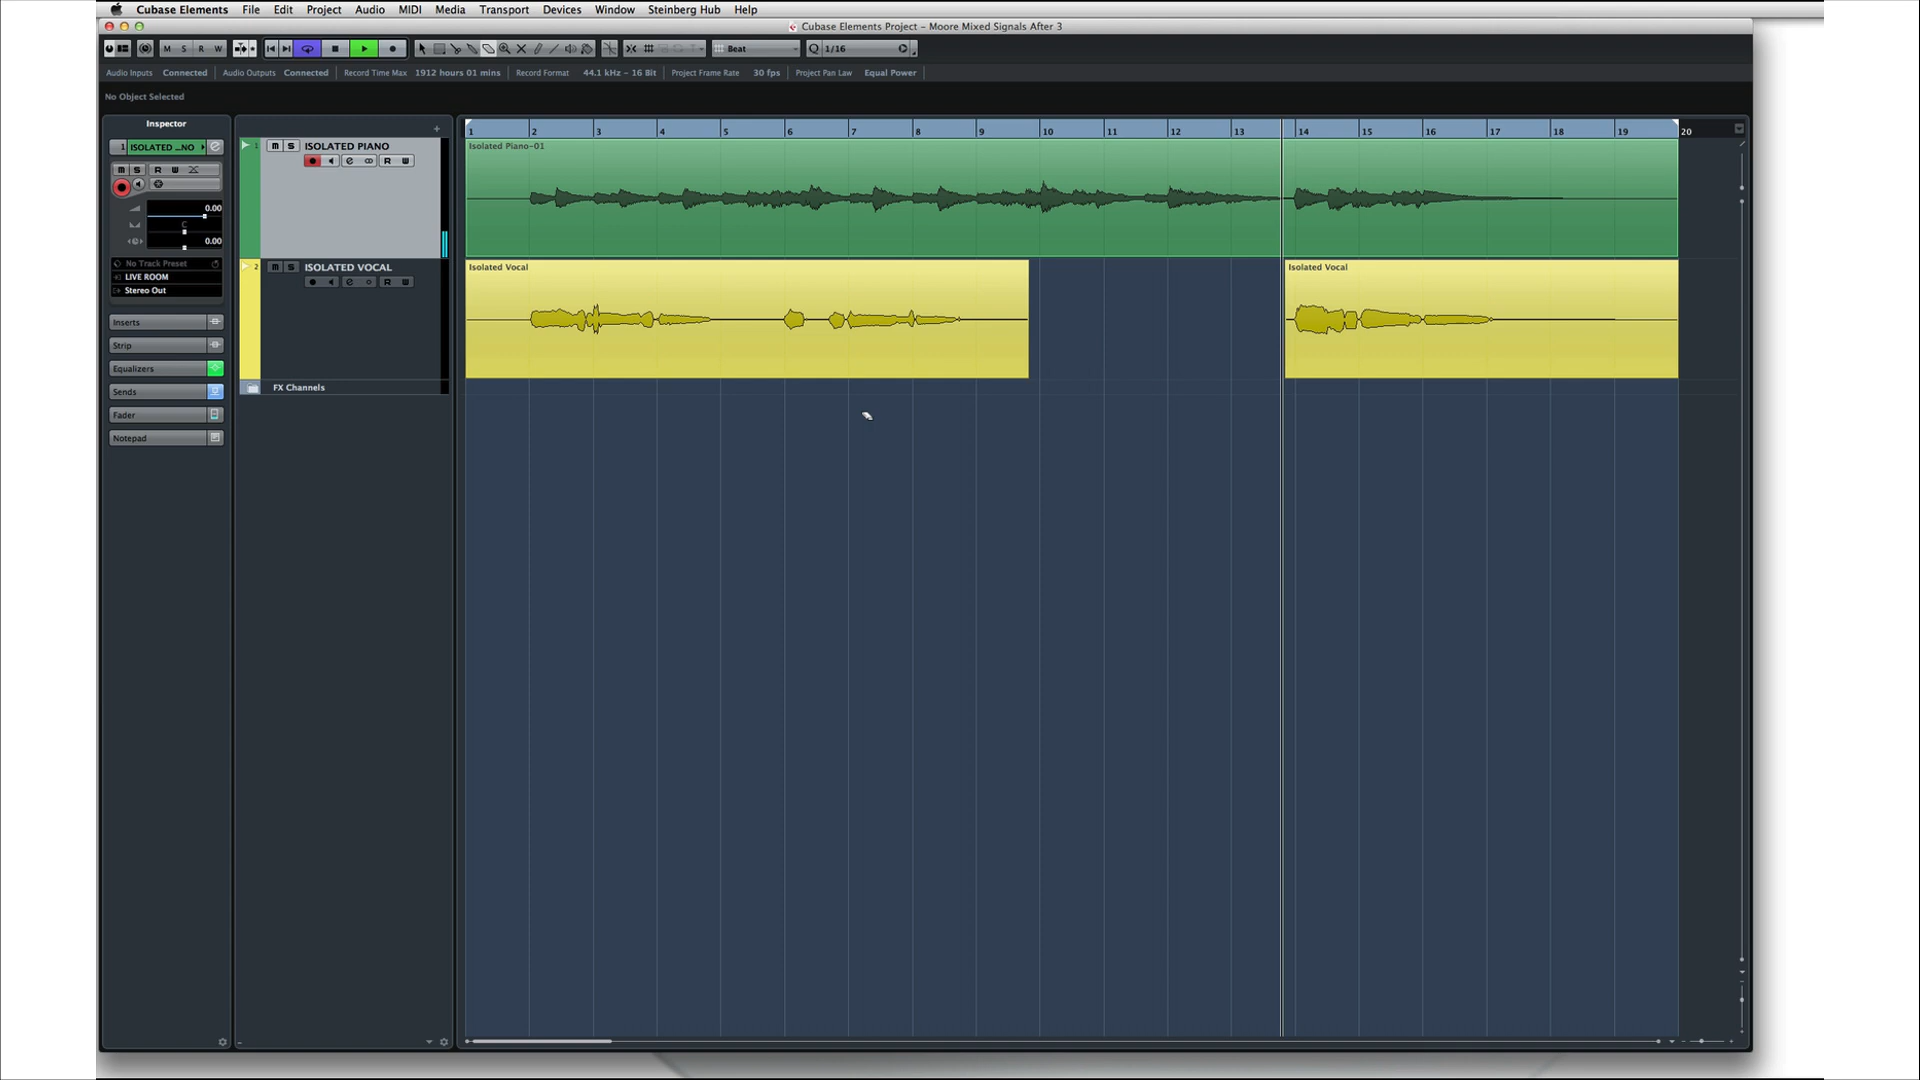 Cubase Elements File Edit Project Audio MIDI Media Transport Devices Window Steinberg Hub Help
Cubase Elements Project – Moore Mixed Signals After 3
M S R W Beat Q 1/16
Audio Inputs Connected Audio Outputs Connected Record Time Max 1912 hours 01 mins Record Format 44.1 kHz – 16 Bit Project Frame Rate 30 fps Project Pan Law Equal Power
No Object Selected
Inspector
1 ISOLATED ...NO
M S R W
0.00
C
0.00
No Track Preset
LIVE ROOM
Stereo Out
Inserts
Strip
Equalizers
Sends
Fader
Notepad
1 M S ISOLATED PIANO
e R W
2 M S ISOLATED VOCAL
e R W
FX Channels
1 2 3 4 5 6 7 8 9 10 11 12 13 14 15 16 17 18 19 20
Isolated Piano-01
Isolated Vocal Isolated Vocal